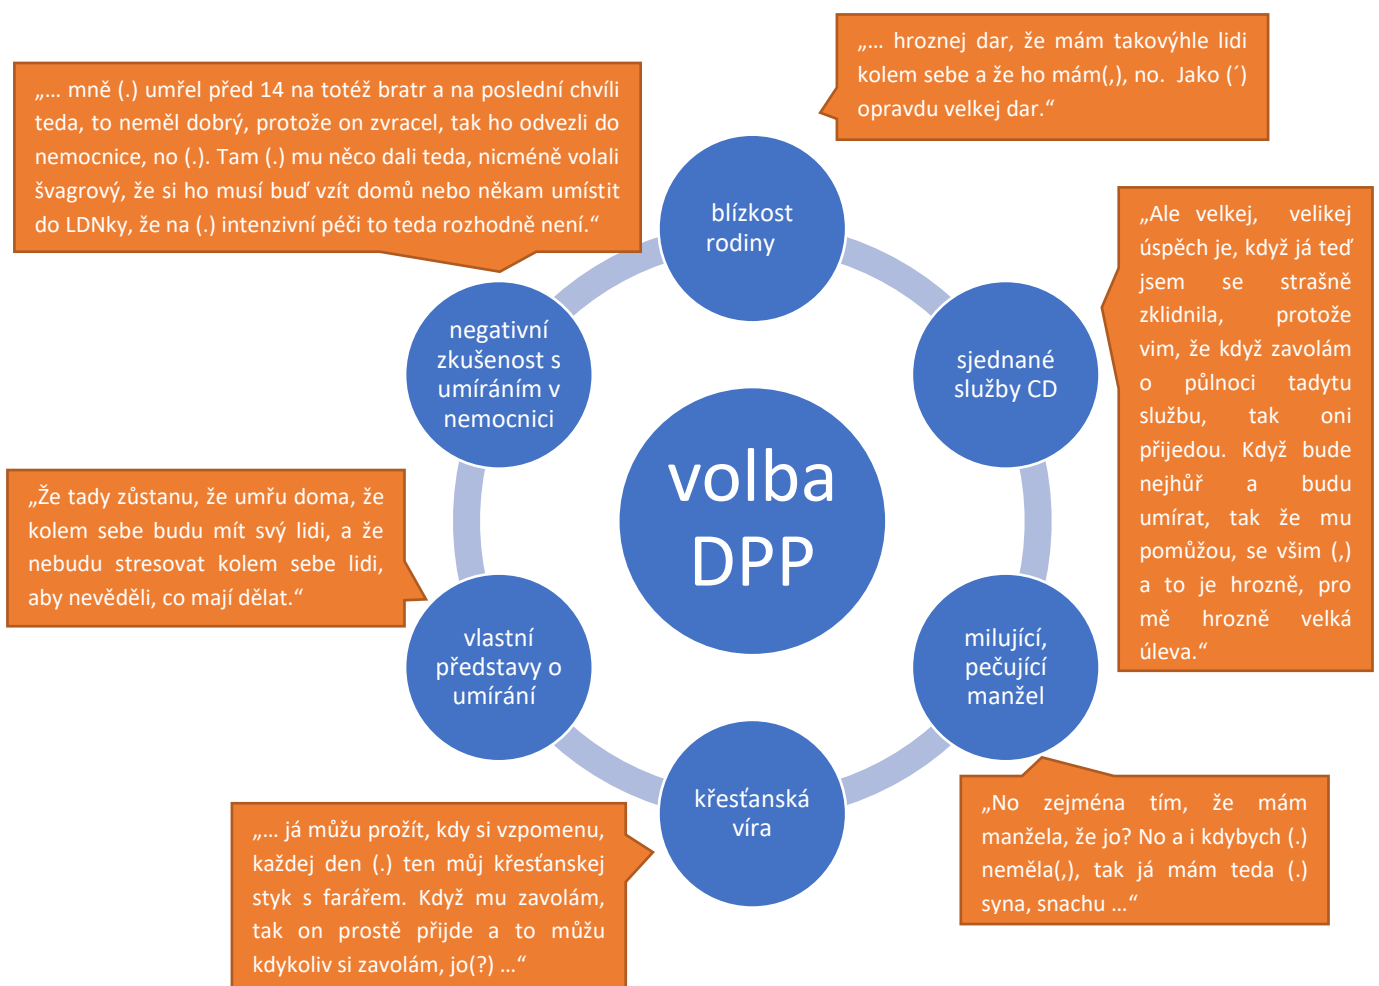 „… hroznej dar, že mám takovýhle lidi
kolem sebe a že ho mám(,), no. Jako (´)
opravdu velkej dar.“
„… mně (.) umřel před 14 na totéž bratr a na poslední chvíli
teda, to neměl dobrý, protože on zvracel, tak ho odvezli do
nemocnice, no (.). Tam (.) mu něco dali teda, nicméně volali
švagrový, že si ho musí buď vzít domů nebo někam umístit
do LDNky, že na (.) intenzivní péči to teda rozhodně není.“
blízkost
rodiny
„Ale velkej, velikej
úspěch je, když já teď
jsem se strašně
zklidnila, protože
vim, že když zavolám
o půlnoci tadytu
službu, tak oni
přijedou. Když bude
nejhůř a budu
umírat, tak že mu
pomůžou, se všim (,)
a to je hrozně, pro
mě hrozně velká
úleva.“
negativní
zkušenost s
umíráním v
nemocnici
sjednané
služby CD
volba
DPP
„Že tady zůstanu, že umřu doma, že
kolem sebe budu mít svý lidi, a že
nebudu stresovat kolem sebe lidi,
aby nevěděli, co mají dělat.“
vlastní
představy o
umírání
milující,
pečující
manžel
křesťanská
víra
„No zejména tím, že mám
manžela, že jo? No a i kdybych (.)
neměla(,), tak já mám teda (.)
syna, snachu …“
„… já můžu prožít, kdy si vzpomenu,
každej den (.) ten můj křesťanskej
styk s farářem. Když mu zavolám,
tak on prostě přijde a to můžu
kdykoliv si zavolám, jo(?) …“